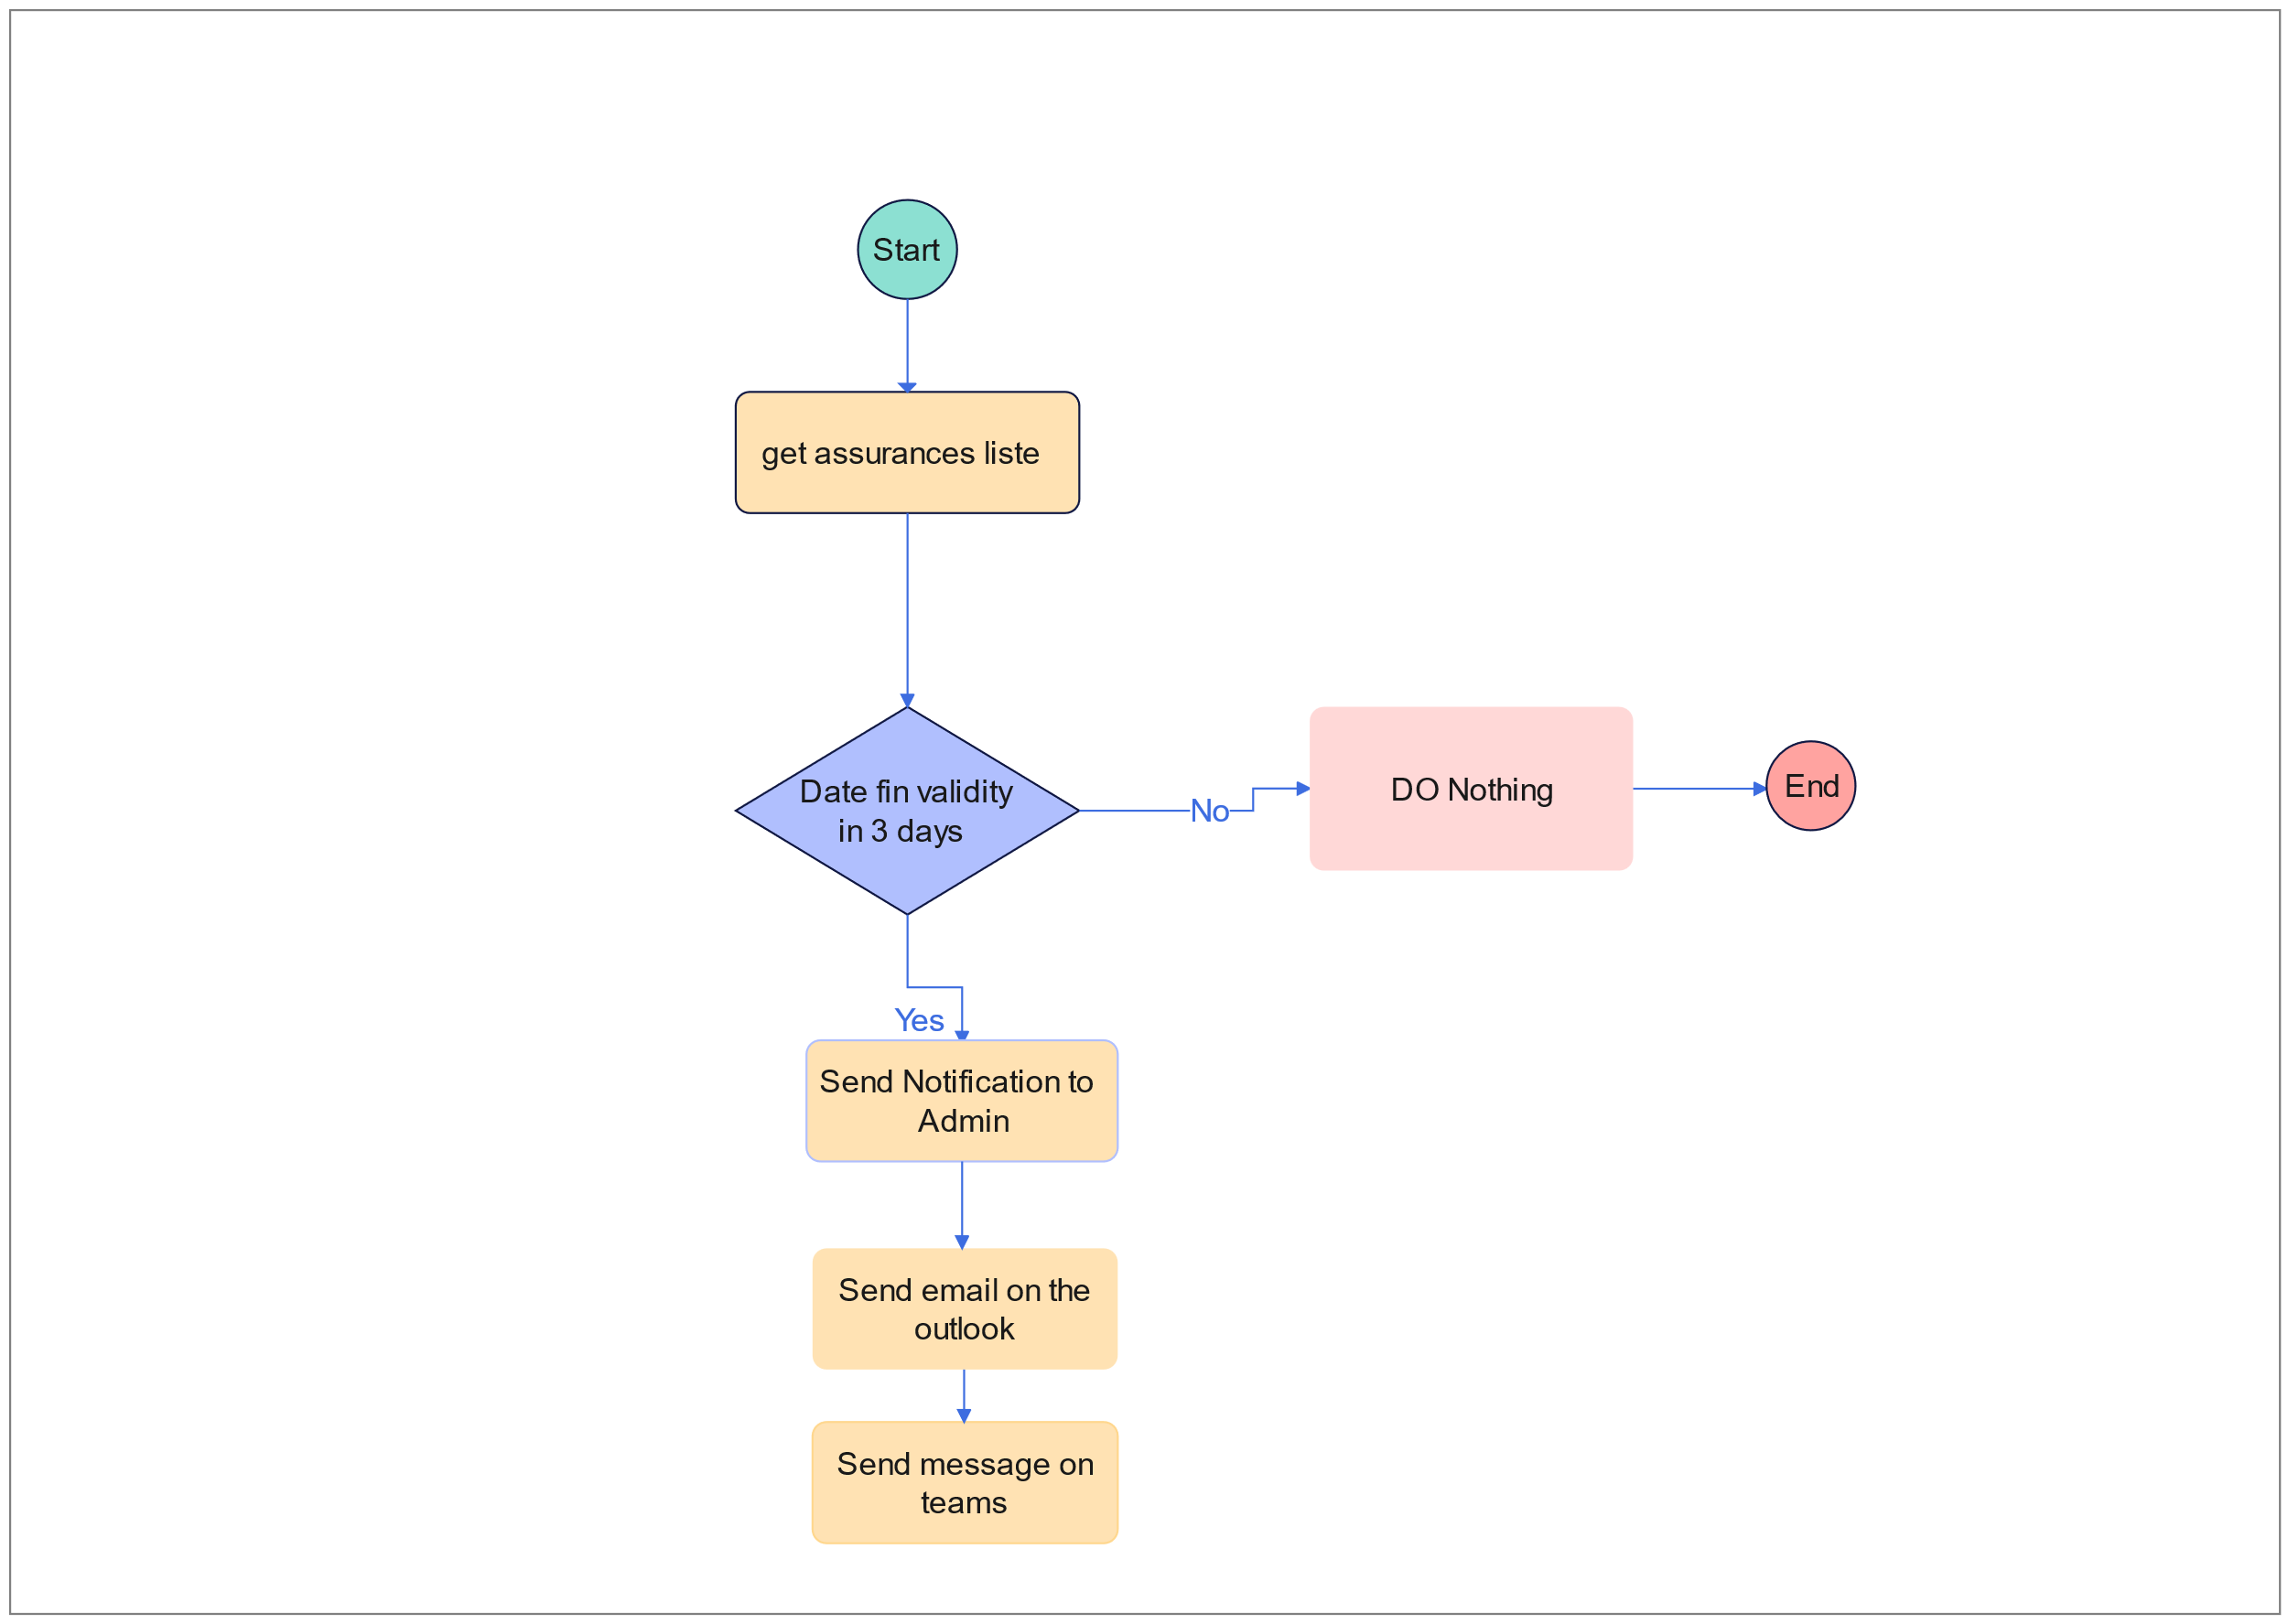 Start
get assurances liste
Date fin validity
in 3 days
No
DO Nothing
End
Yes
Send Notification to
Admin
Send email on the
outlook
Send message on
teams